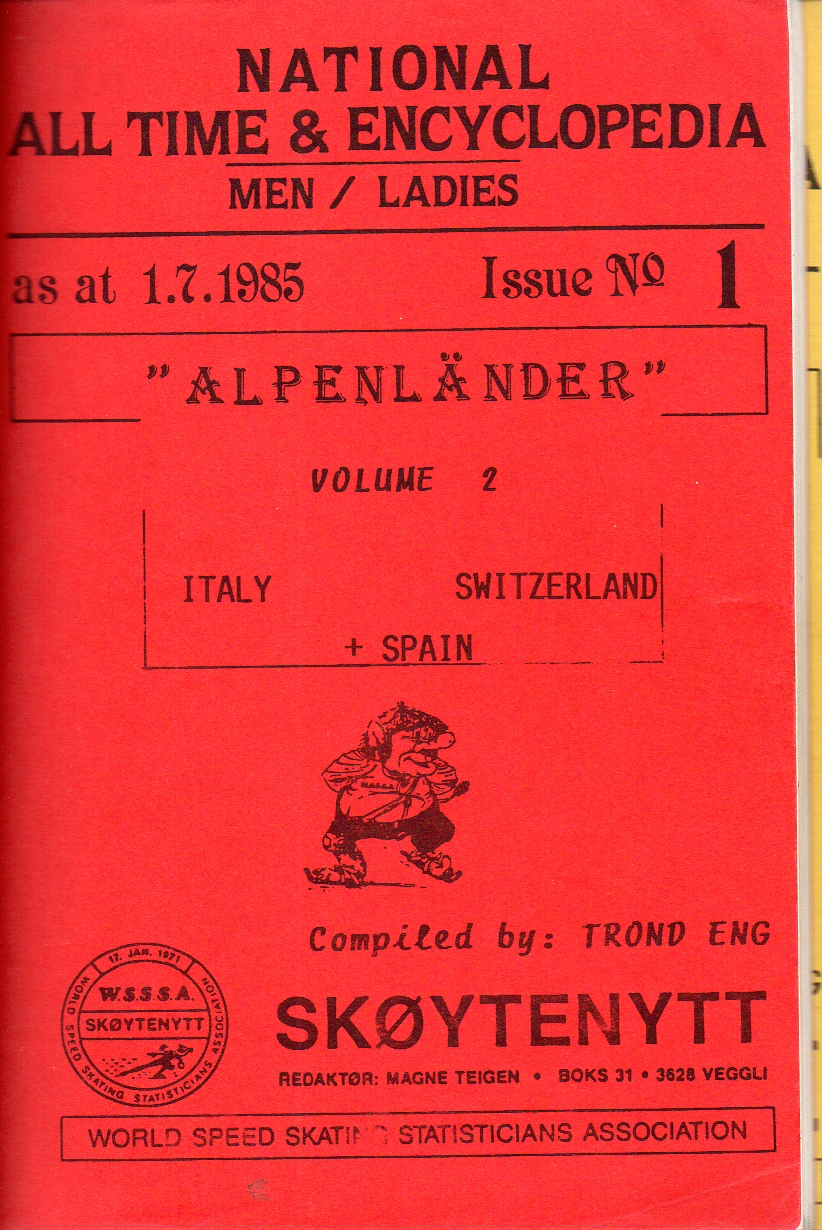 NATIONAL
ALL TIME & ENCYCLOPEDIA
MEN / LADIES
as at 1.7.1985 Issue Nº 1
"ALPENLÄNDER"
VOLUME 2
ITALY SWITZERLAND
+ SPAIN
W.S.S.S.A.
Compiled by: TROND ENG
17. JAN. 1971
W.S.S.S.A.
SKØYTENYTT
WORLD SPEED SKATING STATISTICIANS ASSOCIATION
SKØYTENYTT
REDAKTØR: MAGNE TEIGEN • BOKS 31 • 3628 VEGGLI
WORLD SPEED SKATING STATISTICIANS ASSOCIATION